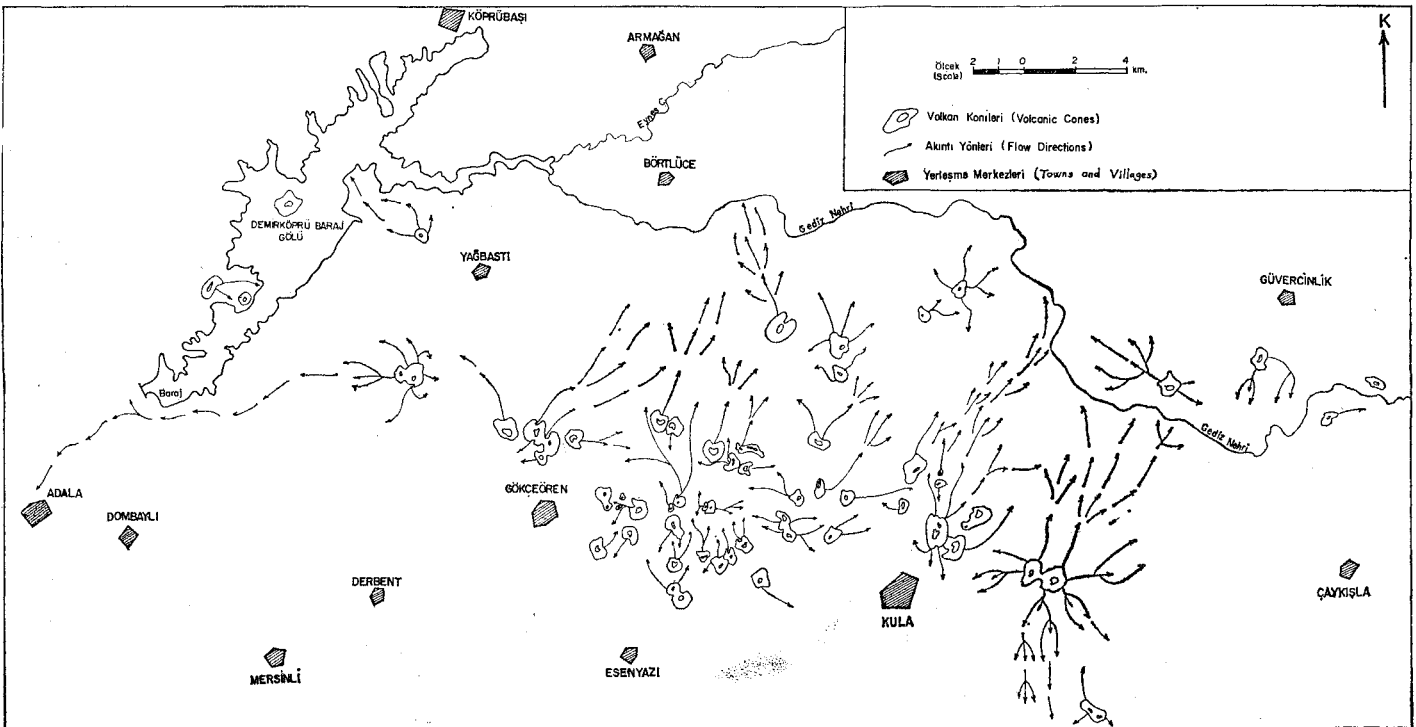 KÖPRÜBAŞI
ARMAĞAN
K
Ölçek
(Scale)
2 1 0 2 4 km.
Volkan Konileri (Volcanic Cones)
Akıntı Yönleri (Flow Directions)
Yerleşme Merkezleri (Towns and Villages)
BÖRTLÜCE
DEMİRKÖPRÜ BARAJ
GÖLÜ
Gediz Nehri
YAĞBASTI
GÜVERCİNLİK
Baraj
Gediz Nehri
ADALA
GÖKÇEÖREN
DOMBAYLI
DERBENT
KULA
ÇAYKIŞLA
MERSİNLİ
ESENYAZI